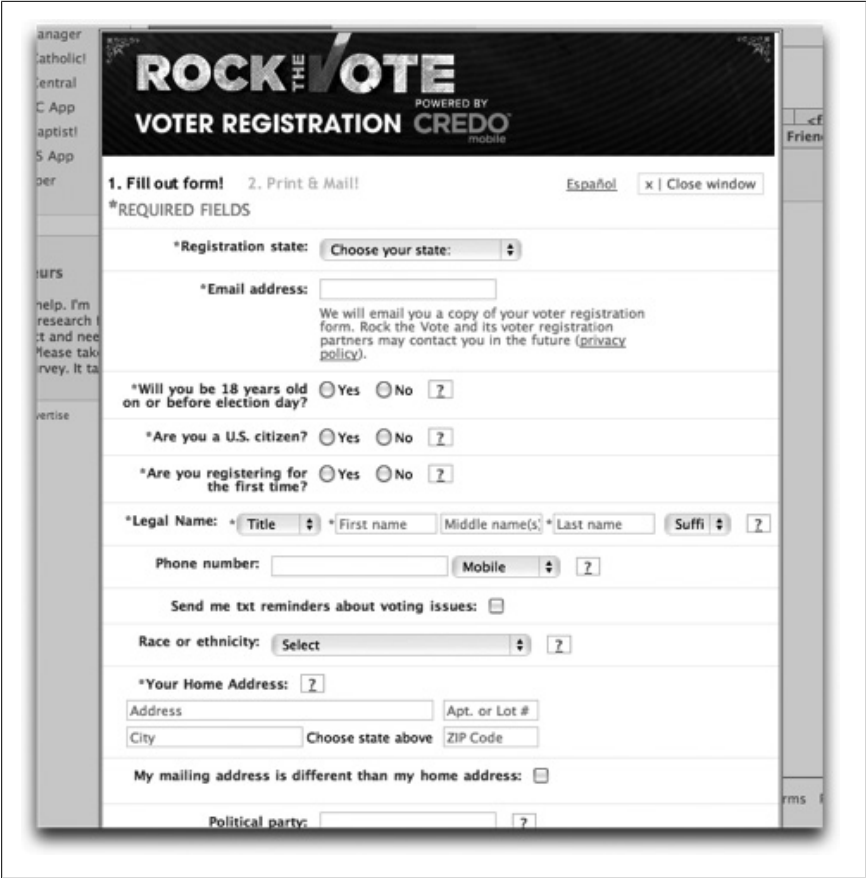 anager
Catholic!
Central
C App
aptist!
S App
per
eurs
help. I'm
research f
ct and nee
Please take
rvey. It ta
vertise
ROCK THE VOTE
POWERED BY
VOTER REGISTRATION CREDO
mobile
<f
Frien
1. Fill out form! 2. Print & Mail! Español x | Close window
*REQUIRED FIELDS
*Registration state: Choose your state:
*Email address:
We will email you a copy of your voter registration
form. Rock the Vote and its voter registration
partners may contact you in the future (privacy
policy).
*Will you be 18 years old
on or before election day? Yes No ?
*Are you a U.S. citizen? Yes No ?
*Are you registering for
the first time? Yes No ?
*Legal Name: * Title * First name Middle name(s) * Last name Suffi ?
Phone number: Mobile ?
Send me txt reminders about voting issues:
Race or ethnicity: Select ?
*Your Home Address: ?
Address Apt. or Lot #
City Choose state above ZIP Code
My mailing address is different than my home address:
Political party: ?
rms